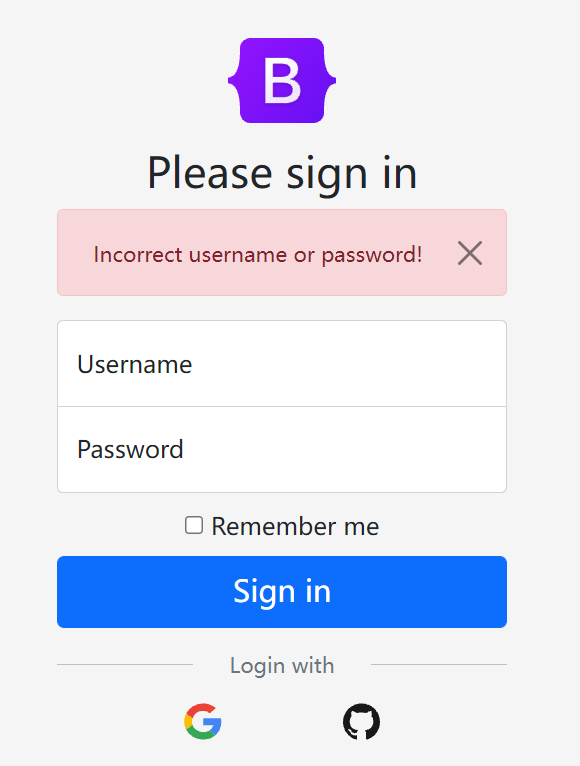 B
Please sign in
Incorrect username or password!
Username
Password
Remember me
Sign in
Login with